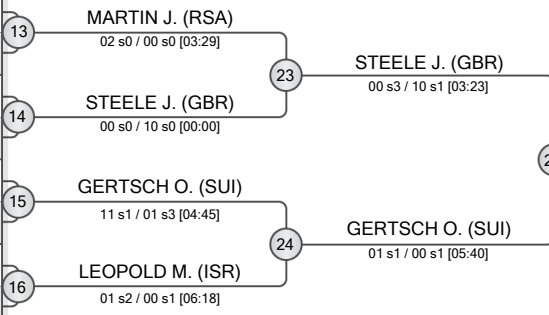 13
MARTIN J. (RSA)
02 s0 / 00 s0 [03:29]
23
STEELE J. (GBR)
00 s3 / 10 s1 [03:23]
14
STEELE J. (GBR)
00 s0 / 10 s0 [00:00]
15
GERTSCH O. (SUI)
11 s1 / 01 s3 [04:45]
24
GERTSCH O. (SUI)
01 s1 / 00 s1 [05:40]
16
LEOPOLD M. (ISR)
01 s2 / 00 s1 [06:18]